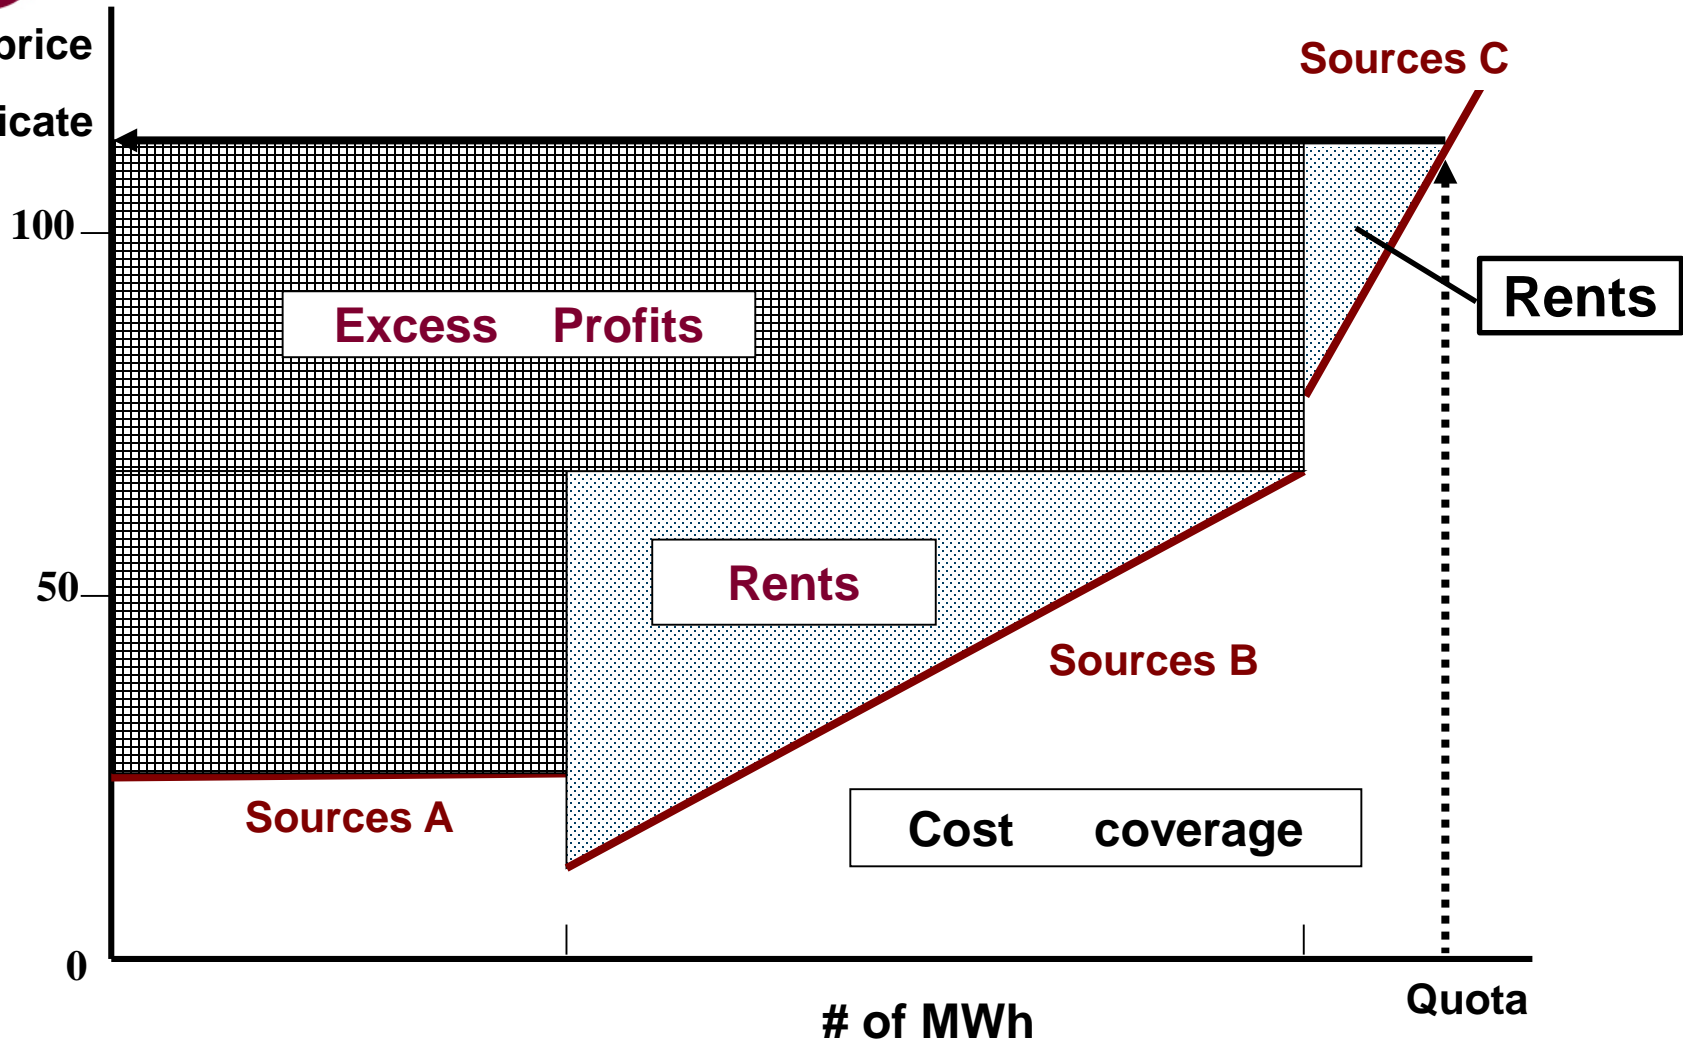 price
Sources C
icate
100
Excess Profits
Rents
50
Rents
Sources B
Sources A
Cost coverage
0
Quota
# of MWh